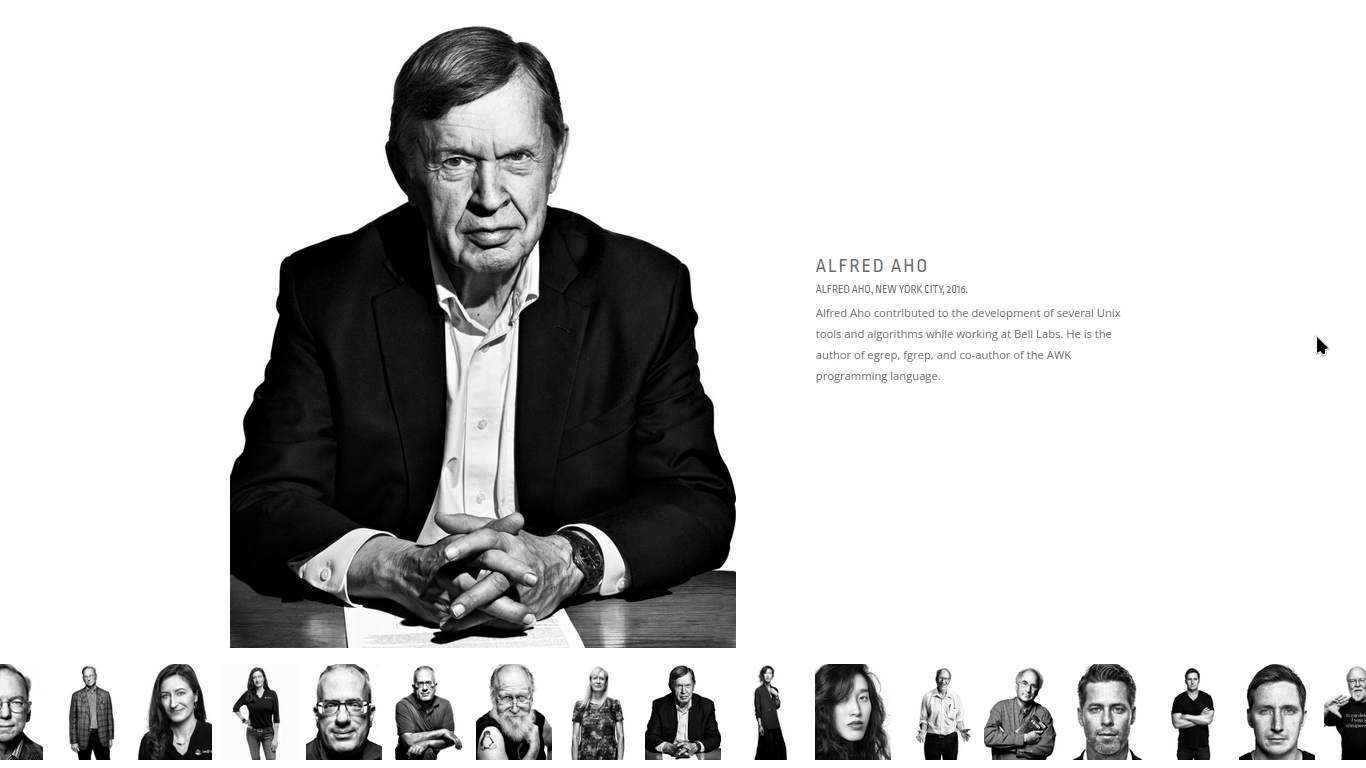 ALFRED AHO
ALFRED AHO, NEW YORK CITY, 2016.
Alfred Aho contributed to the development of several Unix
tools and algorithms while working at Bell Labs. He is the
author of egrep, fgrep, and co-author of the AWK
programming language.